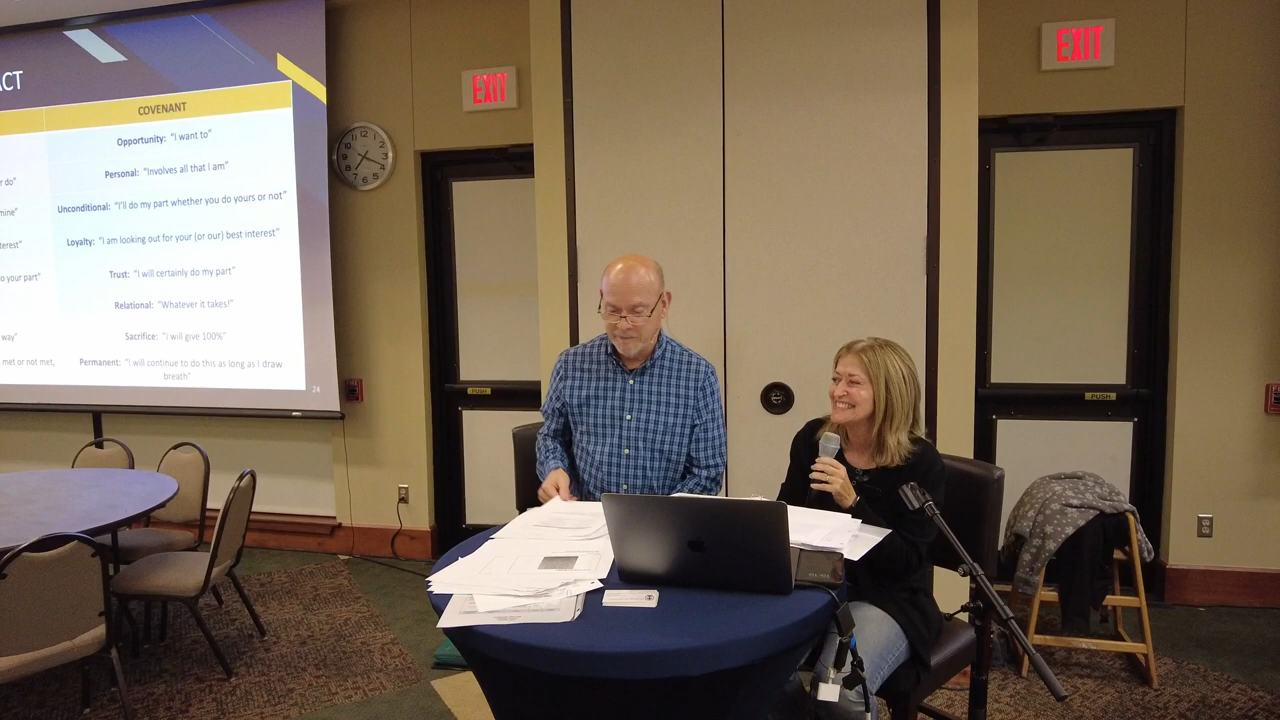 ACT
COVENANT
Opportunity: "I want to"
Personal: "Involves all that I am"
r do"
Unconditional: "I'll do my part whether you do yours or not"
mine"
Loyalty: "I am looking out for your (or our) best interest"
terest"
Trust: "I will certainly do my part"
o your part"
Relational: "Whatever it takes!"
Sacrifice: "I will give 100%"
way"
Permanent: "I will continue to do this as long as I draw
breath"
met or not met,
24
EXIT
EXIT
PUSH
PUSH